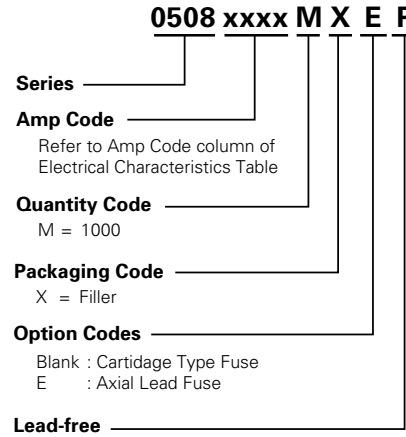 0508 xxxx M X E
Series
Amp Code
Refer to Amp Code column of
Electrical Characteristics Table
Quantity Code
M = 1000
Packaging Code
X = Filler
Option Codes
Blank : Cartidage Type Fuse
E : Axial Lead Fuse
Lead-free